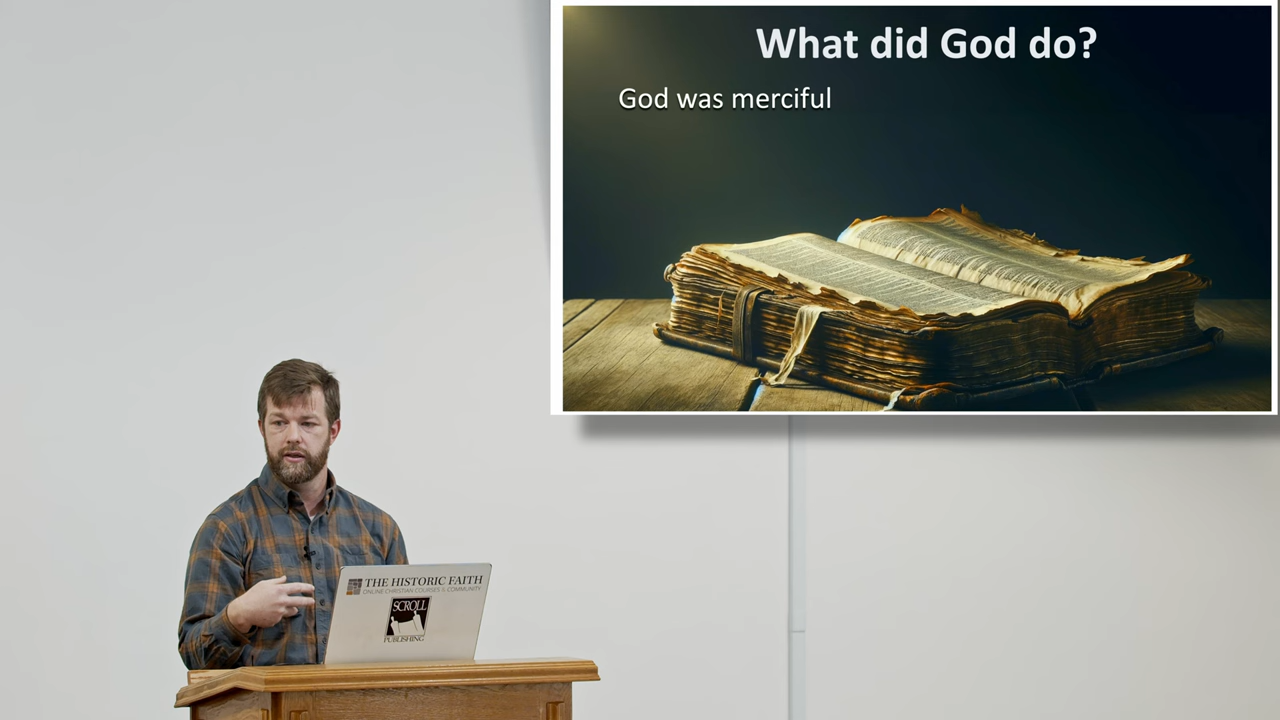 What did God do?
God was merciful
THE HISTORIC FAITH
ONLINE CHRISTIAN COURSES & COMMUNITY
SCROLL
PUBLISHING